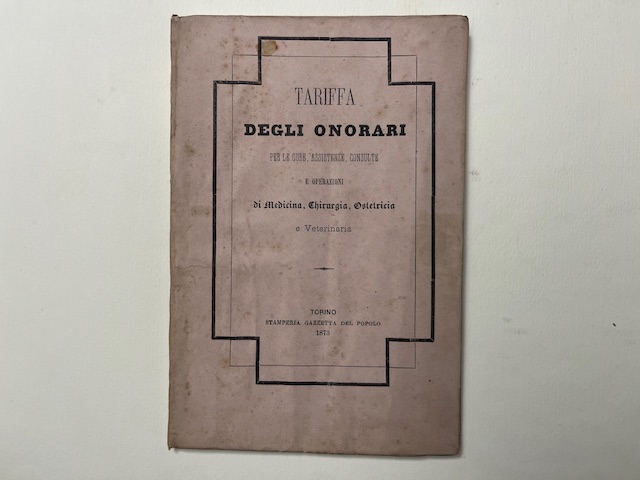 TARIFFA
DEGLI ONORARI
PER LE CURE, ASSISTENZE, CONSULTE
E OPERAZIONI
di Medicina, Chirurgia, Ostetricia
e Veterinaria
TORINO
STAMPERIA GAZZETTA DEL POPOLO
1873